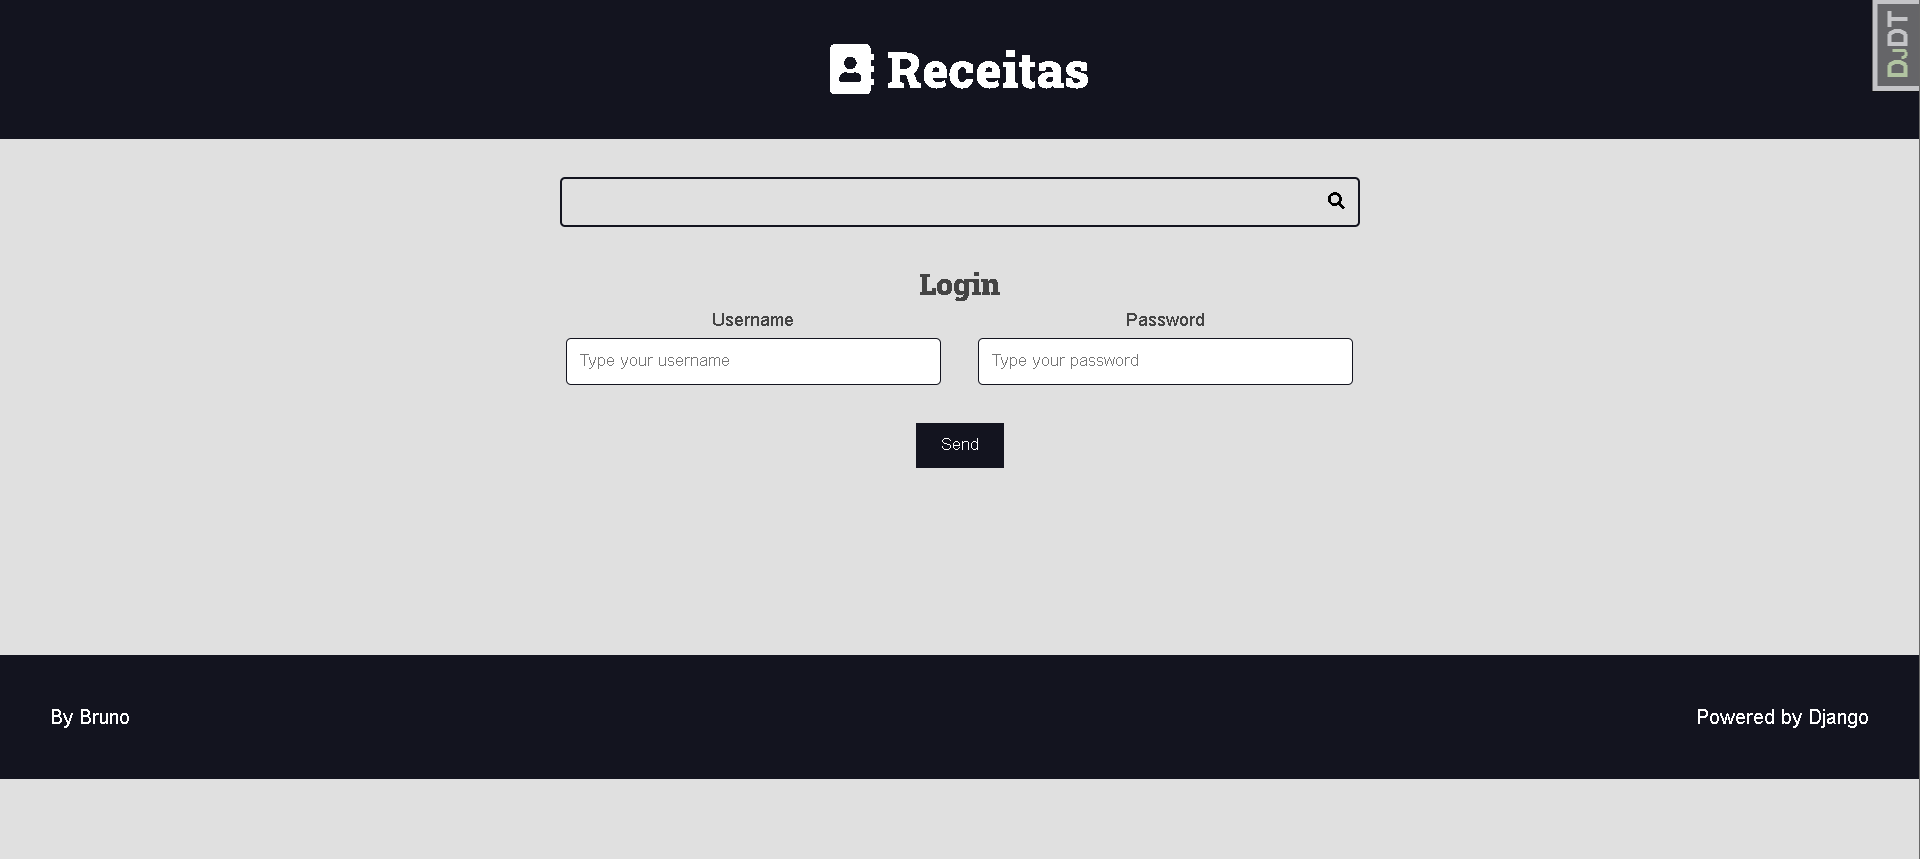 Receitas
DJDT
Login
Username
Password
Type your username
Type your password
Send
By Bruno
Powered by Django